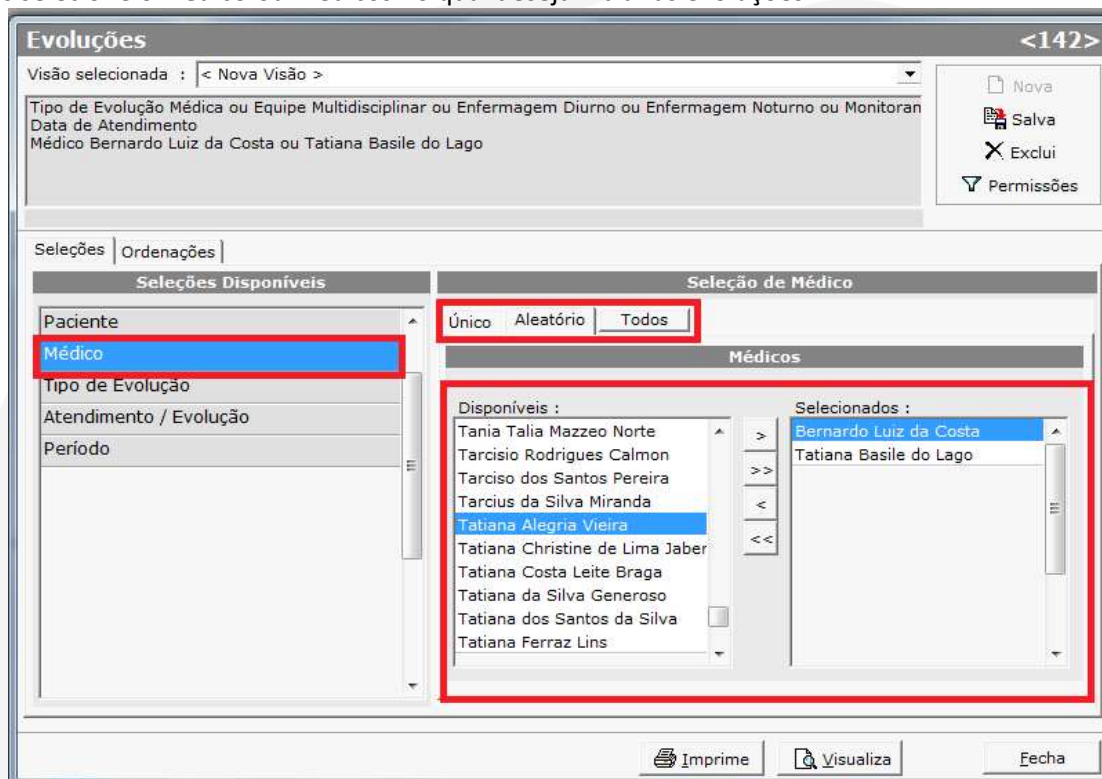 Evoluções <142>
Visão selecionada : < Nova Visão >
Tipo de Evolução Médica ou Equipe Multidisciplinar ou Enfermagem Diurno ou Enfermagem Noturno ou Monitoran
Data de Atendimento
Médico Bernardo Luiz da Costa ou Tatiana Basile do Lago
Nova
Salva
Exclui
Permissões
Seleções Ordenações
Seleções Disponíveis
Paciente
Médico
Tipo de Evolução
Atendimento / Evolução
Período
Seleção de Médico
Único Aleatório Todos
Médicos
Disponíveis :
Tania Talia Mazzeo Norte
Tarcisio Rodrigues Calmon
Tarciso dos Santos Pereira
Tarcius da Silva Miranda
Tatiana Alegria Vieira
Tatiana Christine de Lima Jaber
Tatiana Costa Leite Braga
Tatiana da Silva Generoso
Tatiana dos Santos da Silva
Tatiana Ferraz Lins
>
>>
<
<<
Selecionados :
Bernardo Luiz da Costa
Tatiana Basile do Lago
Imprime Visualiza Fecha